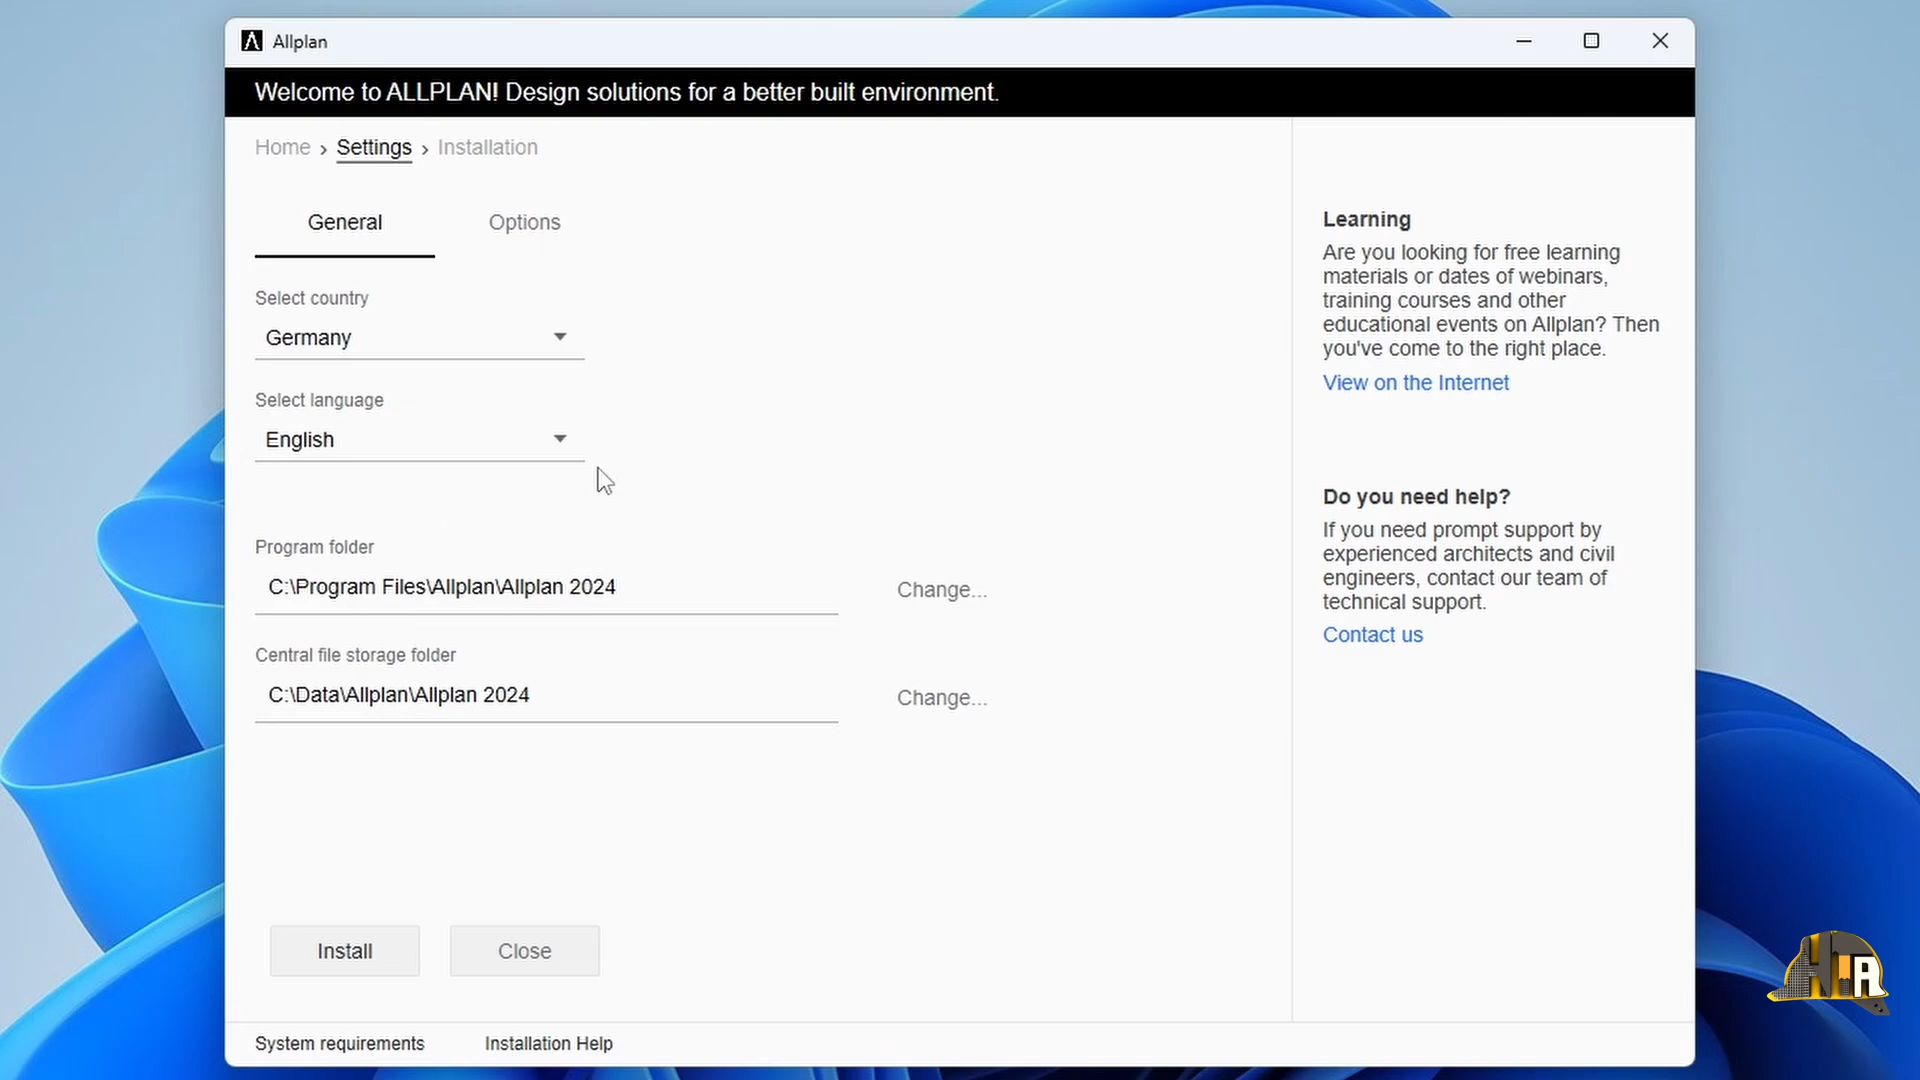 Allplan
Welcome to ALLPLAN! Design solutions for a better built environment.
Home › Settings › Installation
General Options
Select country
Germany
Select language
English
Program folder
C:\Program Files\Allplan\Allplan 2024
Change...
Central file storage folder
C:\Data\Allplan\Allplan 2024
Change...
Install Close
System requirements Installation Help
Learning
Are you looking for free learning
materials or dates of webinars,
training courses and other
educational events on Allplan? Then
you've come to the right place.
View on the Internet
Do you need help?
If you need prompt support by
experienced architects and civil
engineers, contact our team of
technical support.
Contact us